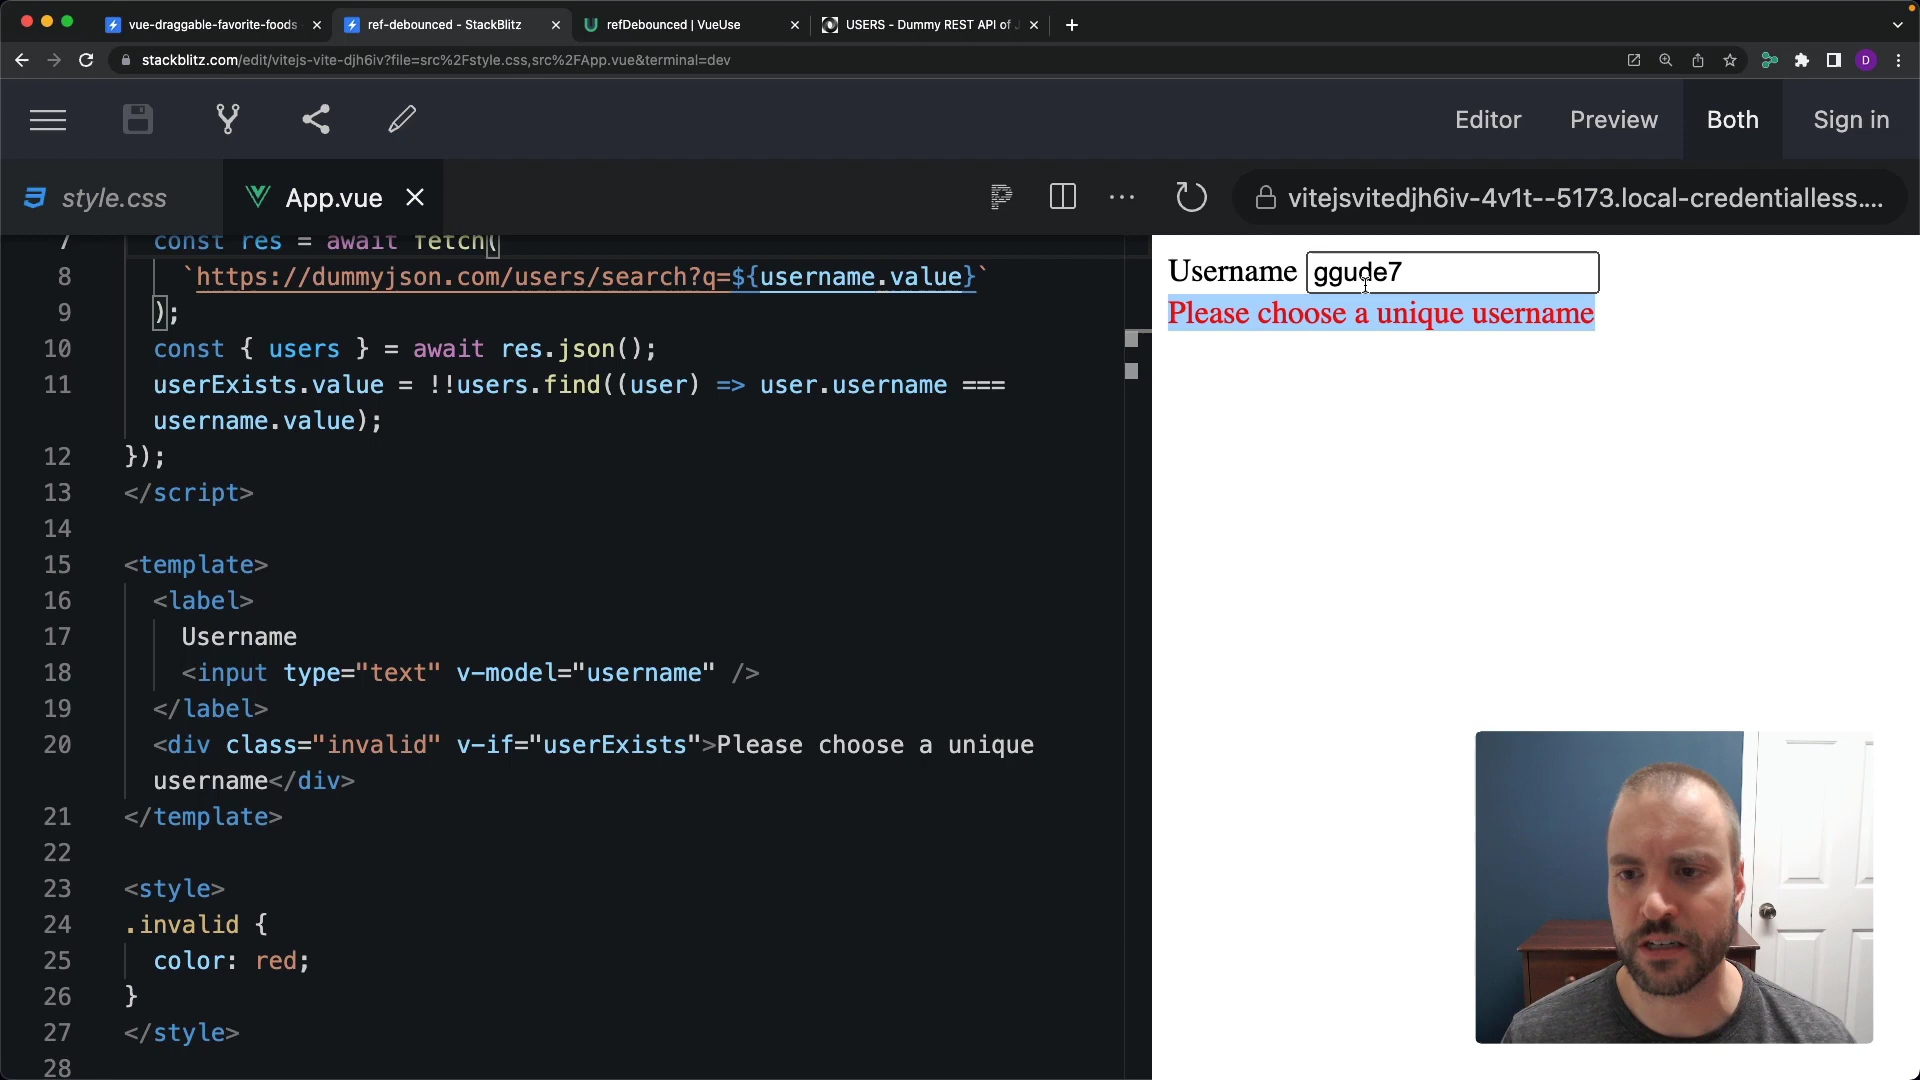 vue-draggable-favorite-foods
ref-debounced - StackBlitz
refDebounced | VueUse
USERS - Dummy REST API of J
stackblitz.com/edit/vitejs-vite-djh6iv?file=src%2Fstyle.css,src%2FApp.vue&terminal=dev
D
Editor
Preview
Both
Sign in
style.css
App.vue
vitejsvitedjh6iv-4v1t--5173.local-credentialless....
7 const res = await fetch(
8 `https://dummyjson.com/users/search?q=${username.value}`
9 );
10 const { users } = await res.json();
11 userExists.value = !!users.find((user) => user.username ===
username.value);
12 });
13 </script>
14
15 <template>
16 <label>
17 Username
18 <input type="text" v-model="username" />
19 </label>
20 <div class="invalid" v-if="userExists">Please choose a unique
username</div>
21 </template>
22
23 <style>
24 .invalid {
25 color: red;
26 }
27 </style>
28
Username ggude7
Please choose a unique username